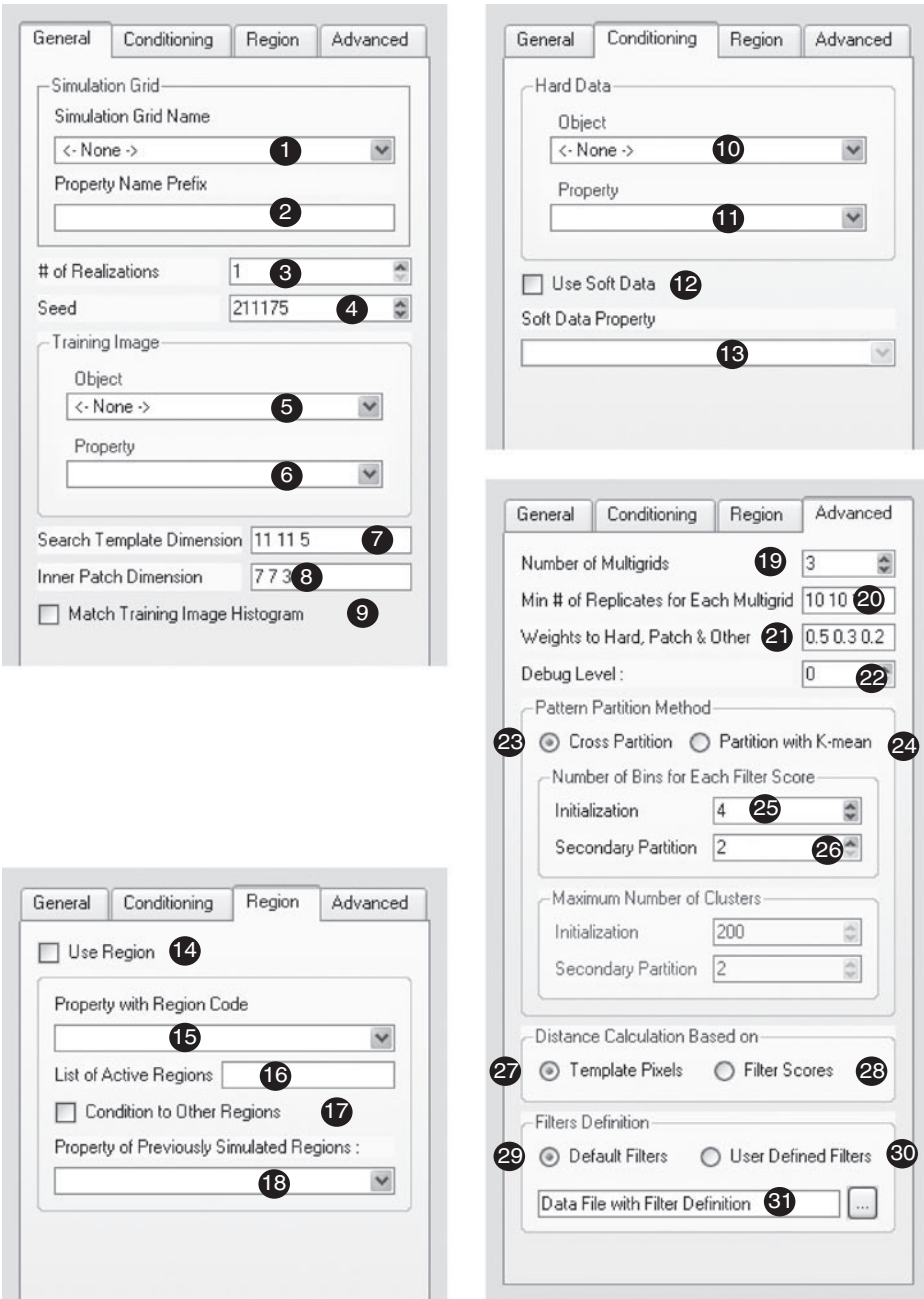 General Conditioning Region Advanced
Simulation Grid
Simulation Grid Name
<- None -> 1
Property Name Prefix
2
# of Realizations 1 3
Seed 211175 4
Training Image
Object
<- None -> 5
Property
6
Search Template Dimension 11 11 5 7
Inner Patch Dimension 7 7 3 8
Match Training Image Histogram 9
General Conditioning Region Advanced
Hard Data
Object
<- None -> 10
Property
11
Use Soft Data 12
Soft Data Property
13
General Conditioning Region Advanced
Use Region 14
Property with Region Code
15
List of Active Regions 16
Condition to Other Regions 17
Property of Previously Simulated Regions :
18
General Conditioning Region Advanced
Number of Multigrids 19 3
Min # of Replicates for Each Multigrid 10 10 20
Weights to Hard, Patch & Other 21 0.5 0.3 0.2
Debug Level : 0 22
Pattern Partition Method
23 Cross Partition Partition with K-mean 24
Number of Bins for Each Filter Score
Initialization 4 25
Secondary Partition 2 26
Maximum Number of Clusters
Initialization 200
Secondary Partition 2
Distance Calculation Based on
27 Template Pixels Filter Scores 28
Filters Definition
29 Default Filters User Defined Filters 30
Data File with Filter Definition 31 ...